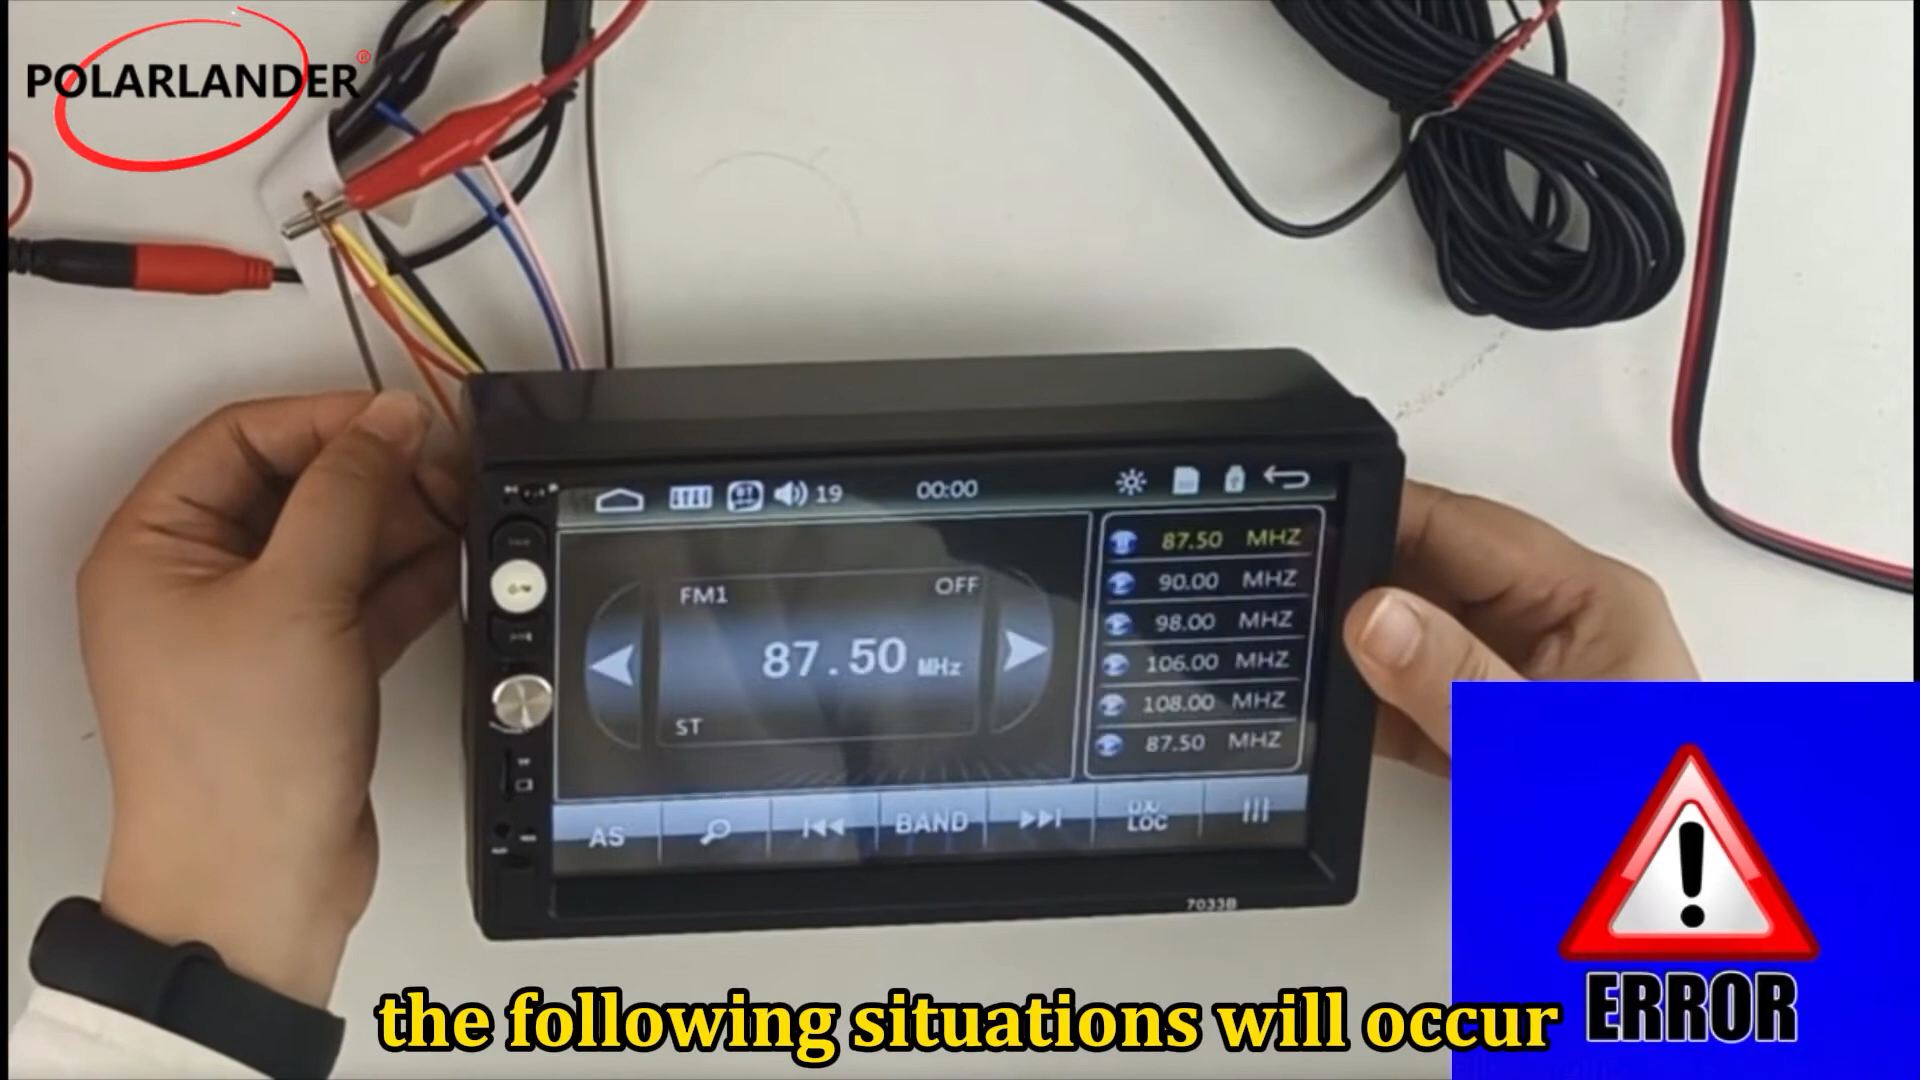 POLARLANDER®
19
00:00
FM1
OFF
87.50 MHz
ST
87.50 MHZ
90.00 MHZ
98.00 MHZ
106.00 MHZ
108.00 MHZ
87.50 MHZ
AS
BAND
DX/
LOC
7033B
ERROR
the following situations will occur